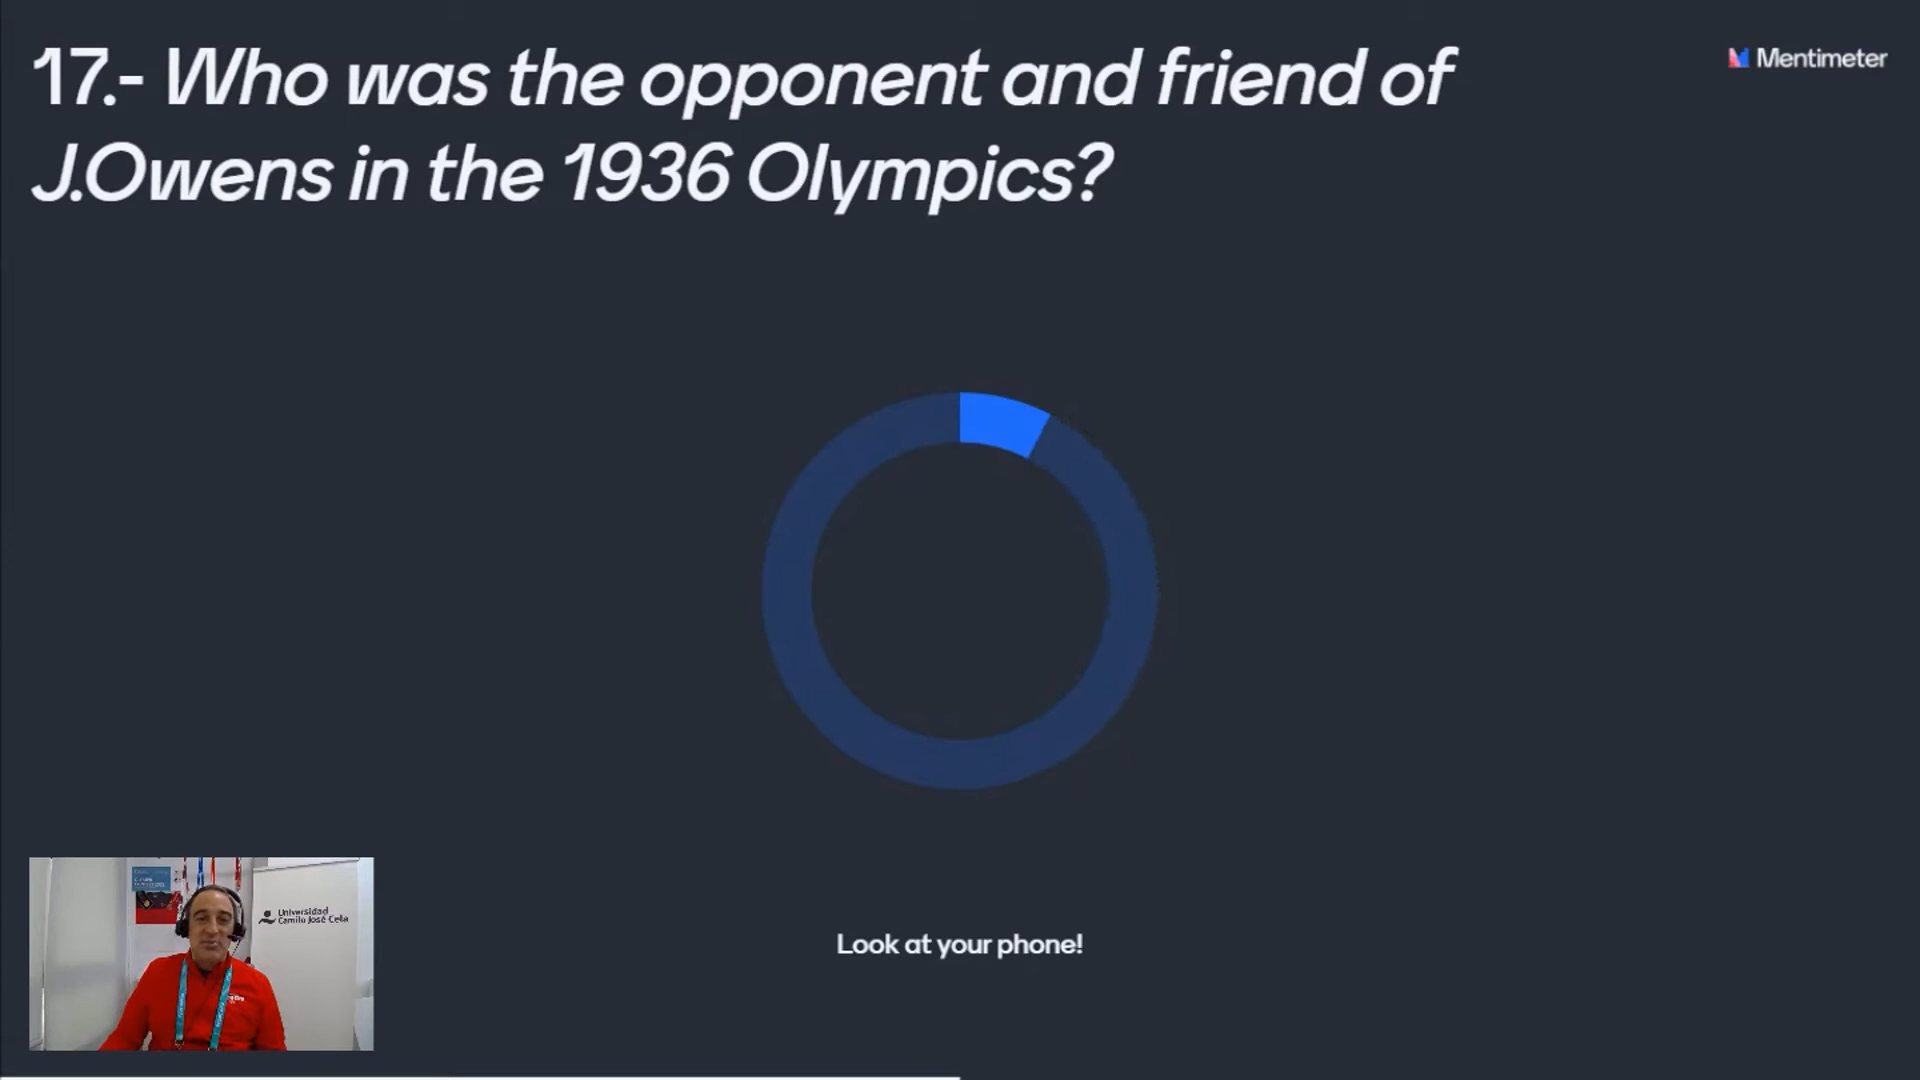 17.- Who was the opponent and friend of
J.Owens in the 1936 Olympics?
Mentimeter
Universidad
Camilo José Cela
Look at your phone!